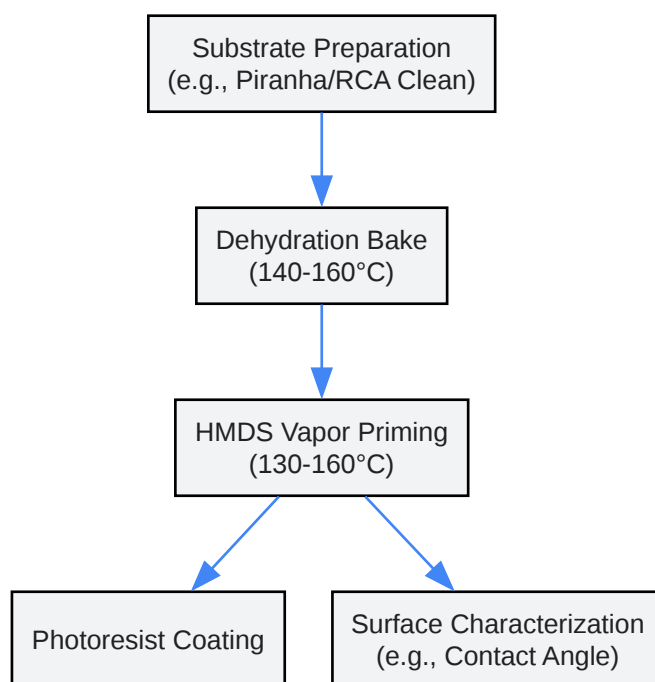 Substrate Preparation
(e.g., Piranha/RCA Clean)
Dehydration Bake
(140-160°C)
HMDS Vapor Priming
(130-160°C)
Photoresist Coating
Surface Characterization
(e.g., Contact Angle)